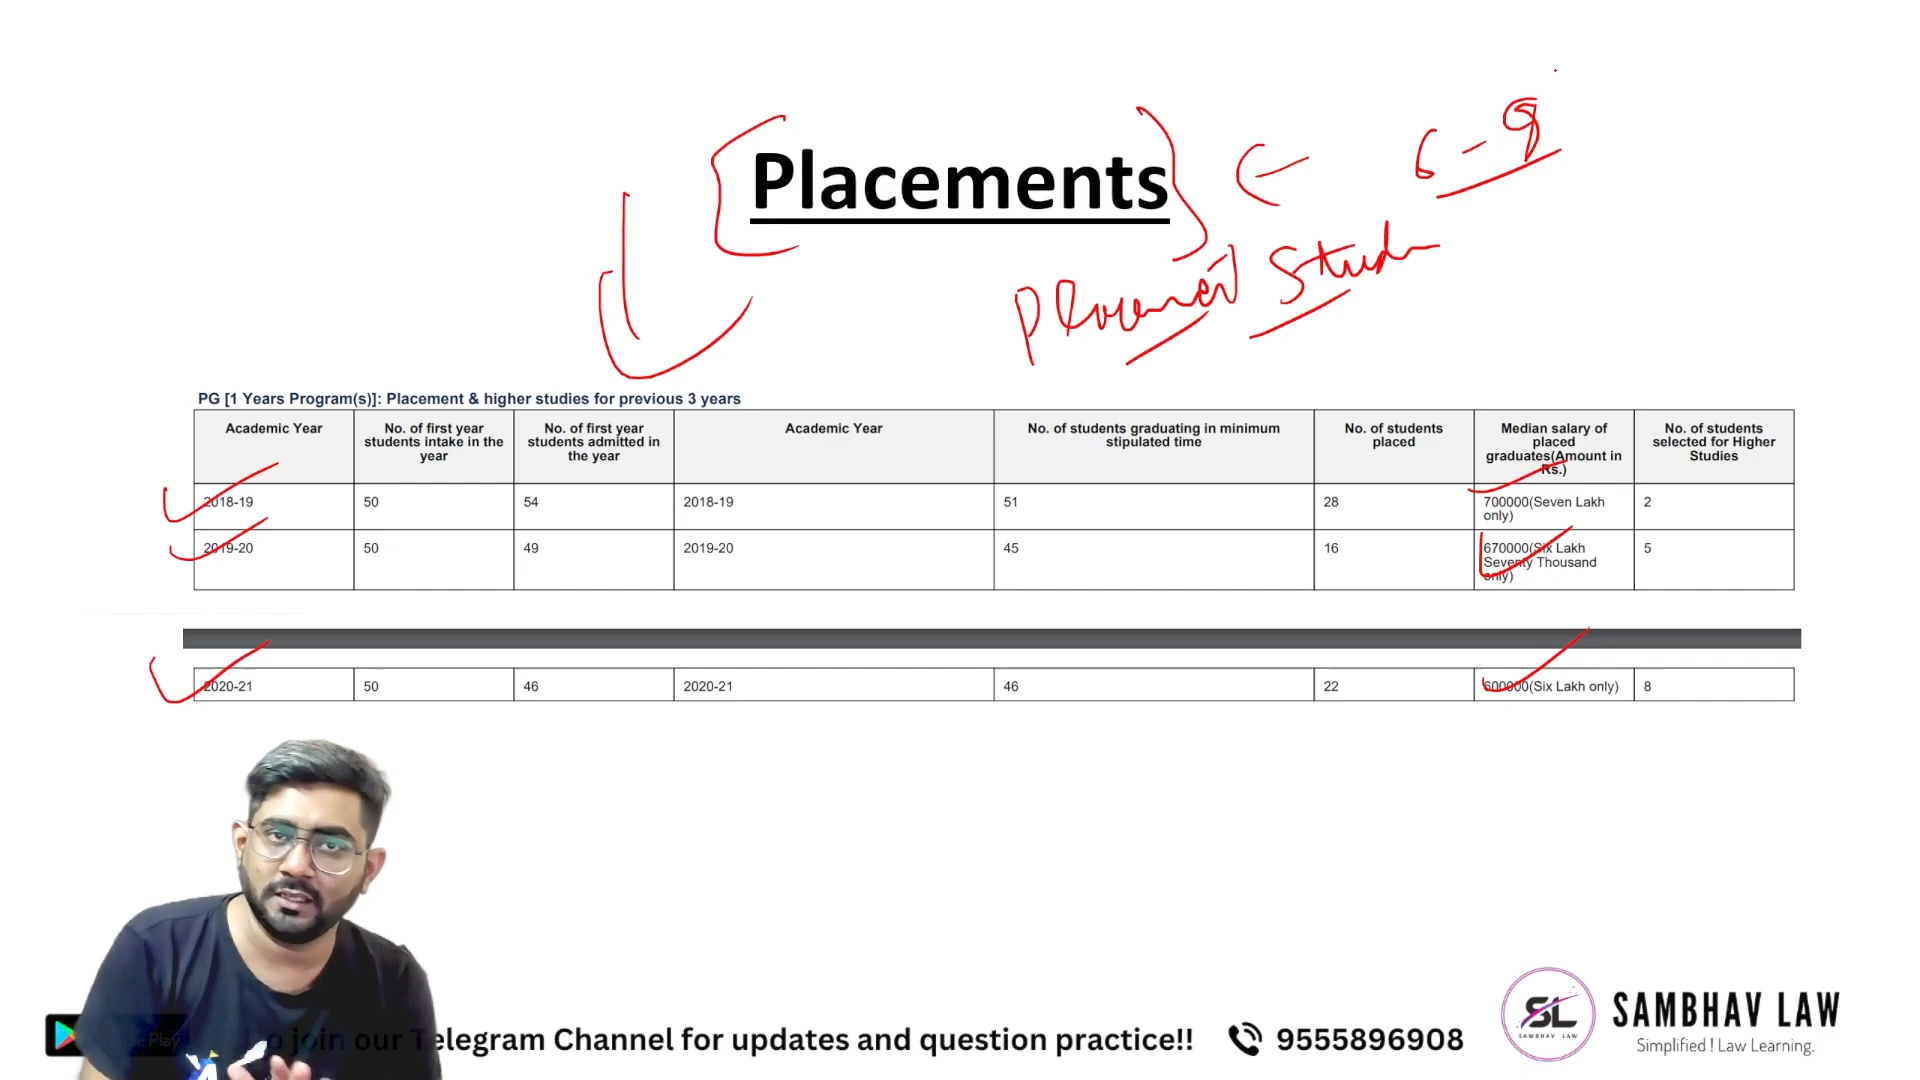 Placements
6 - 9
Placement Stud
PG [1 Years Program(s)]: Placement & higher studies for previous 3 years
Academic Year No. of first year students intake in the year No. of first year students admitted in the year Academic Year No. of students graduating in minimum stipulated time No. of students placed Median salary of placed graduates(Amount in Rs.) No. of students selected for Higher Studies
2018-19 50 54 2018-19 51 28 700000(Seven Lakh only) 2
2019-20 50 49 2019-20 45 16 670000(Six Lakh Seventy Thousand only) 5
2020-21 50 46 2020-21 46 22 600000(Six Lakh only) 8
join our Telegram Channel for updates and question practice!! 9555896908
SL
SAMBHAV LAW
SAMBHAV LAW
Simplified ! Law Learning.